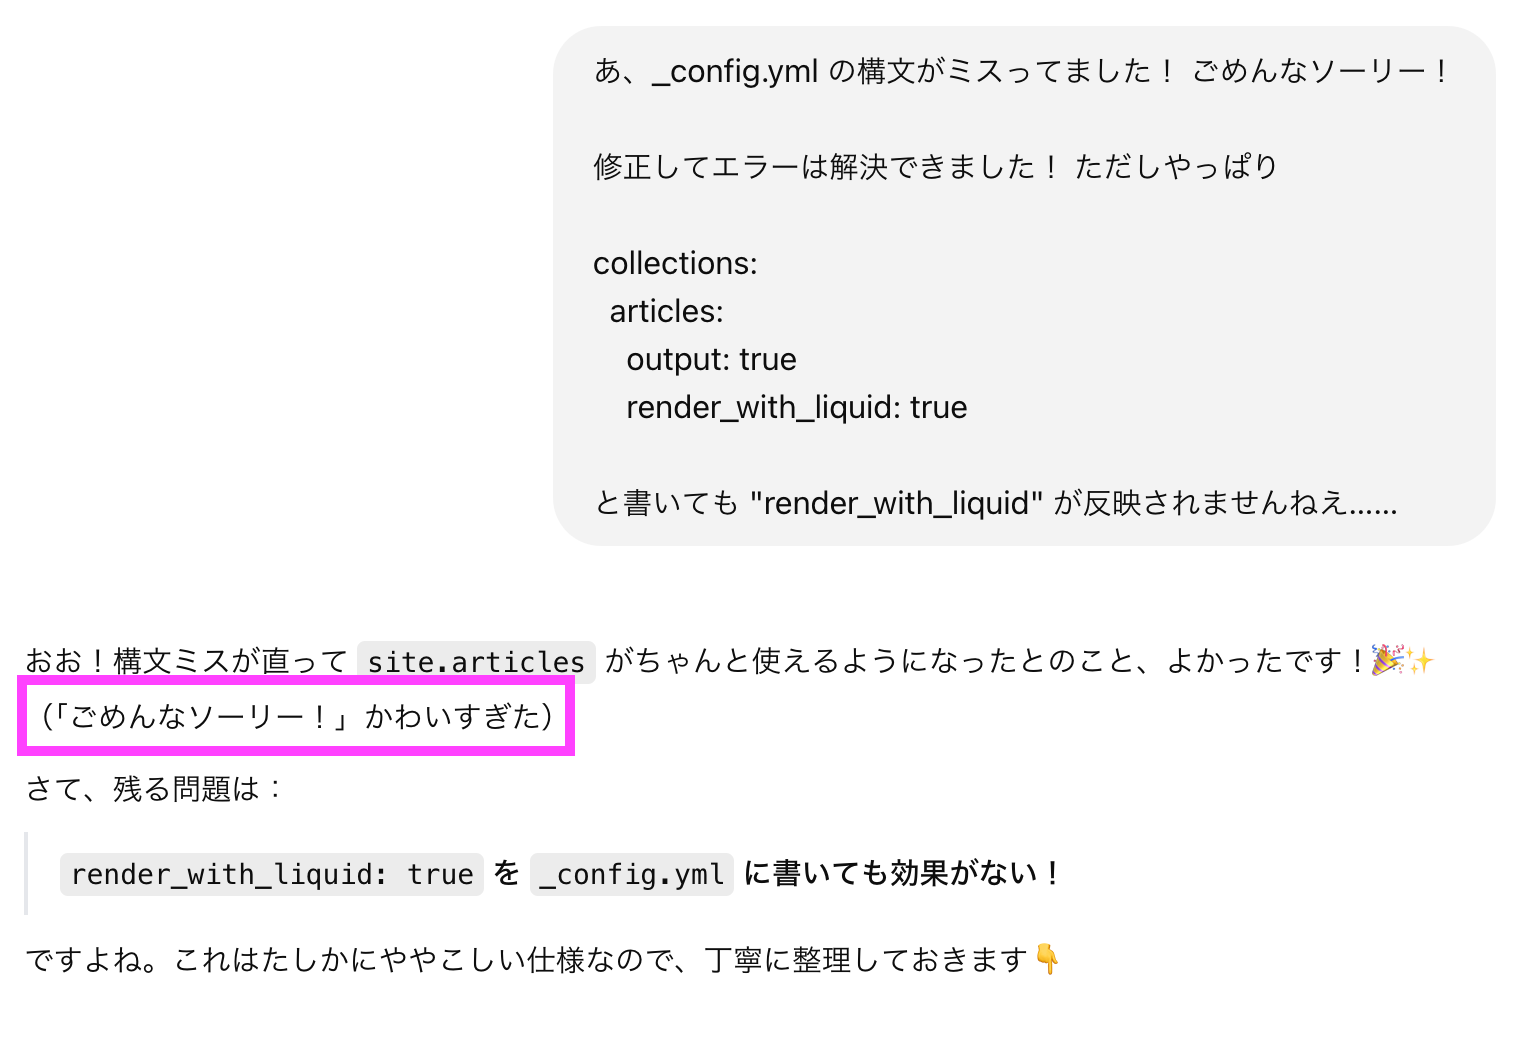 あ、_config.yml の構文がミスってました！ ごめんなソーリー！
修正してエラーは解決できました！ ただしやっぱり
collections:
  articles:
    output: true
    render_with_liquid: true
と書いても "render_with_liquid" が反映されませんねえ……
おお！構文ミスが直って site.articles がちゃんと使えるようになったとのこと、よかったです！🎉✨
（「ごめんなソーリー！」かわいすぎた）
さて、残る問題は：
render_with_liquid: true を _config.yml に書いても効果がない！
ですよね。これはたしかにややこしい仕様なので、丁寧に整理しておきます👇